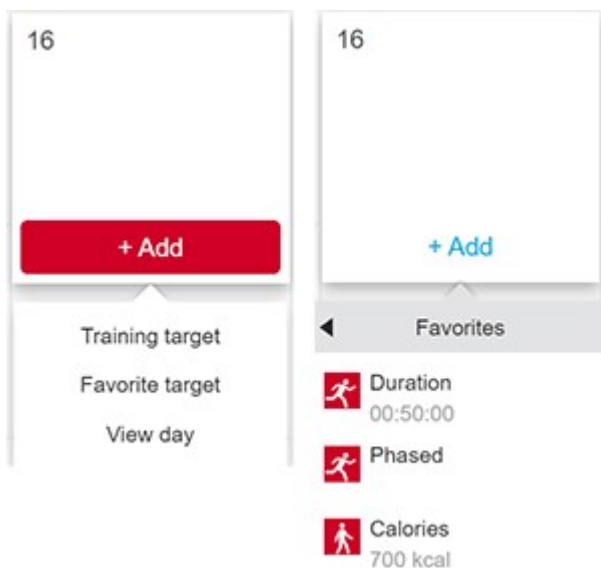 16
+ Add
Training target
Favorite target
View day
16
+ Add
Favorites
Duration
00:50:00
Phased
Calories
700 kcal